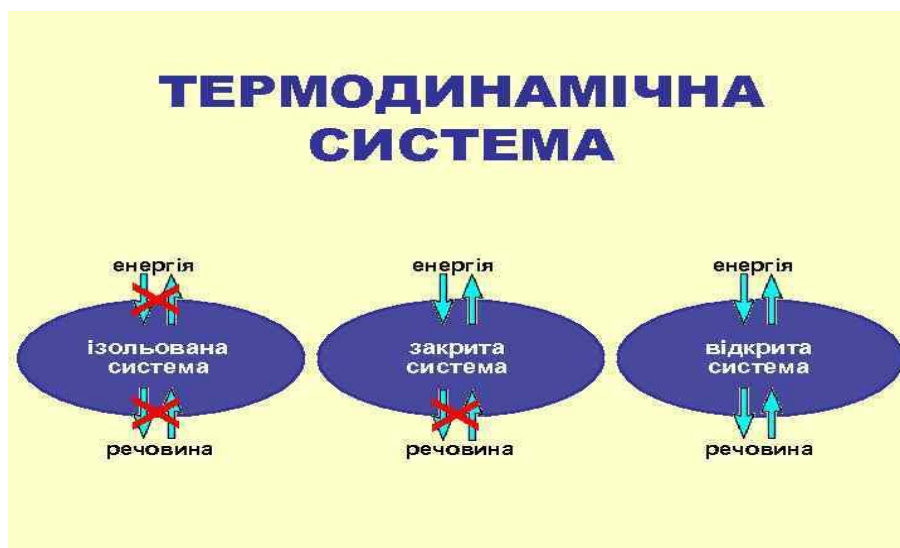 ТЕРМОДИНАМІЧНА
СИСТЕМА
енергія
ізольована
система
речовина
енергія
закрита
система
речовина
енергія
відкрита
система
речовина